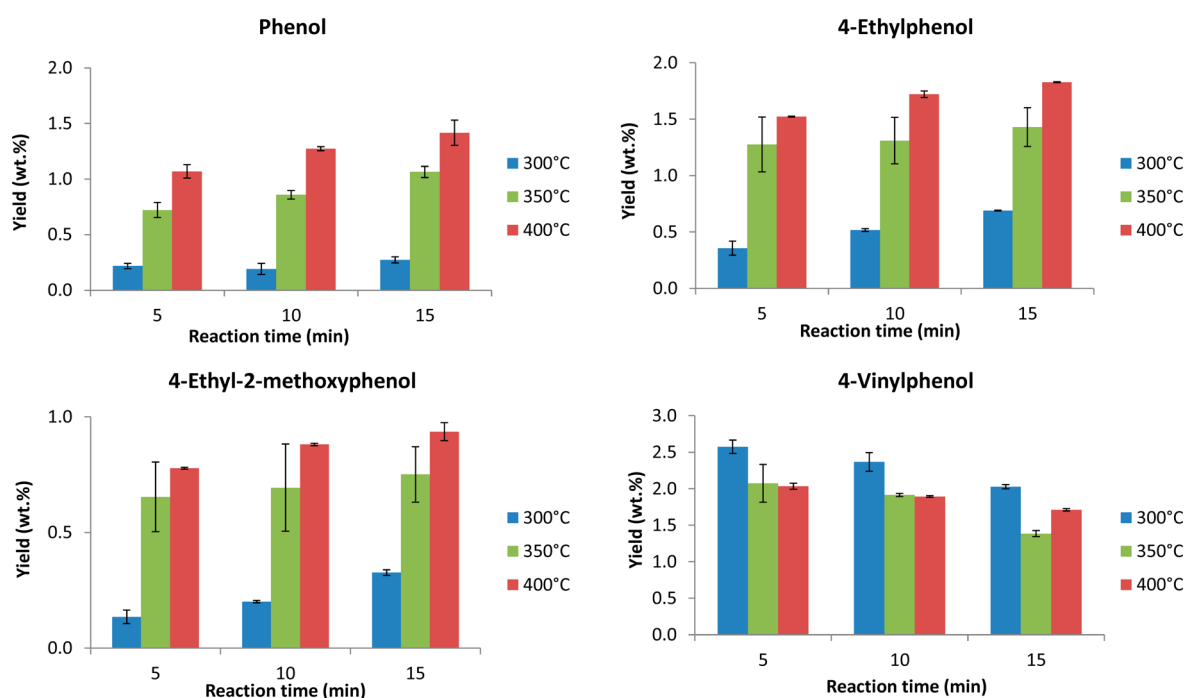 Phenol
2.0
1.5
1.0
0.5
0.0
Yield (wt.%)
5 10 15
Reaction time (min)
300°C
350°C
400°C
4-Ethylphenol
2.0
1.5
1.0
0.5
0.0
Yield (wt.%)
5 10 15
Reaction time (min)
300°C
350°C
400°C
4-Ethyl-2-methoxyphenol
1.0
0.5
0.0
Yield (wt.%)
5 10 15
Reaction time (min)
300°C
350°C
400°C
4-Vinylphenol
3.0
2.5
2.0
1.5
1.0
0.5
0.0
Yield (wt.%)
5 10 15
Reaction time (min)
300°C
350°C
400°C